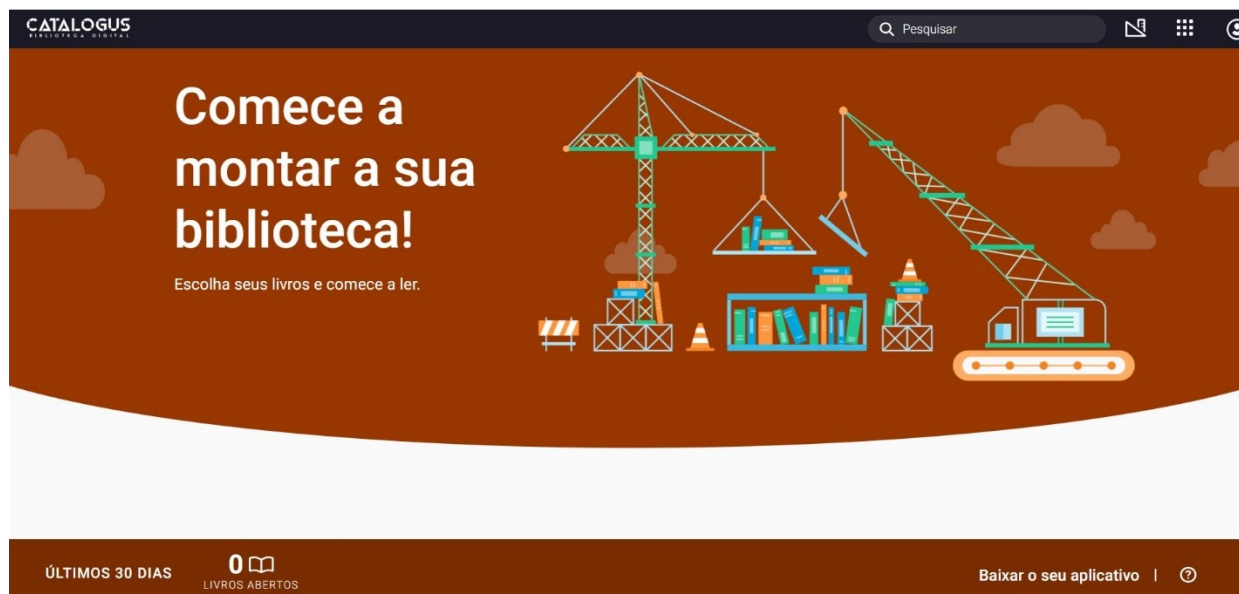 CATALOGUS
BIBLIOTECA DIGITAL
Pesquisar
Comece a
montar a sua
biblioteca!
Escolha seus livros e comece a ler.
ÚLTIMOS 30 DIAS
0
LIVROS ABERTOS
Baixar o seu aplicativo |